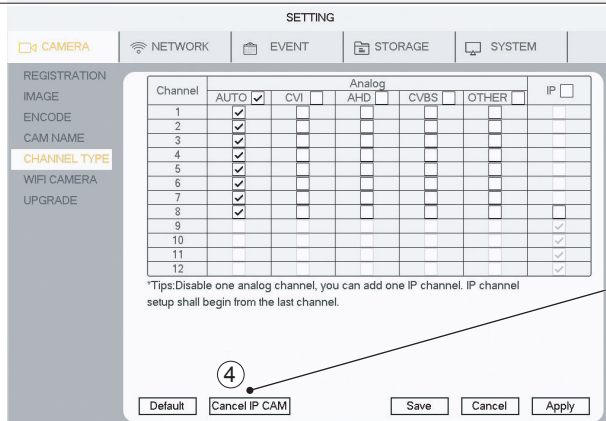 SETTING
CAMERA NETWORK EVENT STORAGE SYSTEM
REGISTRATION
IMAGE
ENCODE
CAM NAME
CHANNEL TYPE
WIFI CAMERA
UPGRADE
Channel Analog IP
AUTO CVI AHD CVBS OTHER
1
2
3
4
5
6
7
8
9
10
11
12
*Tips:Disable one analog channel, you can add one IP channel. IP channel
setup shall begin from the last channel.
4
Default Cancel IP CAM Save Cancel Apply